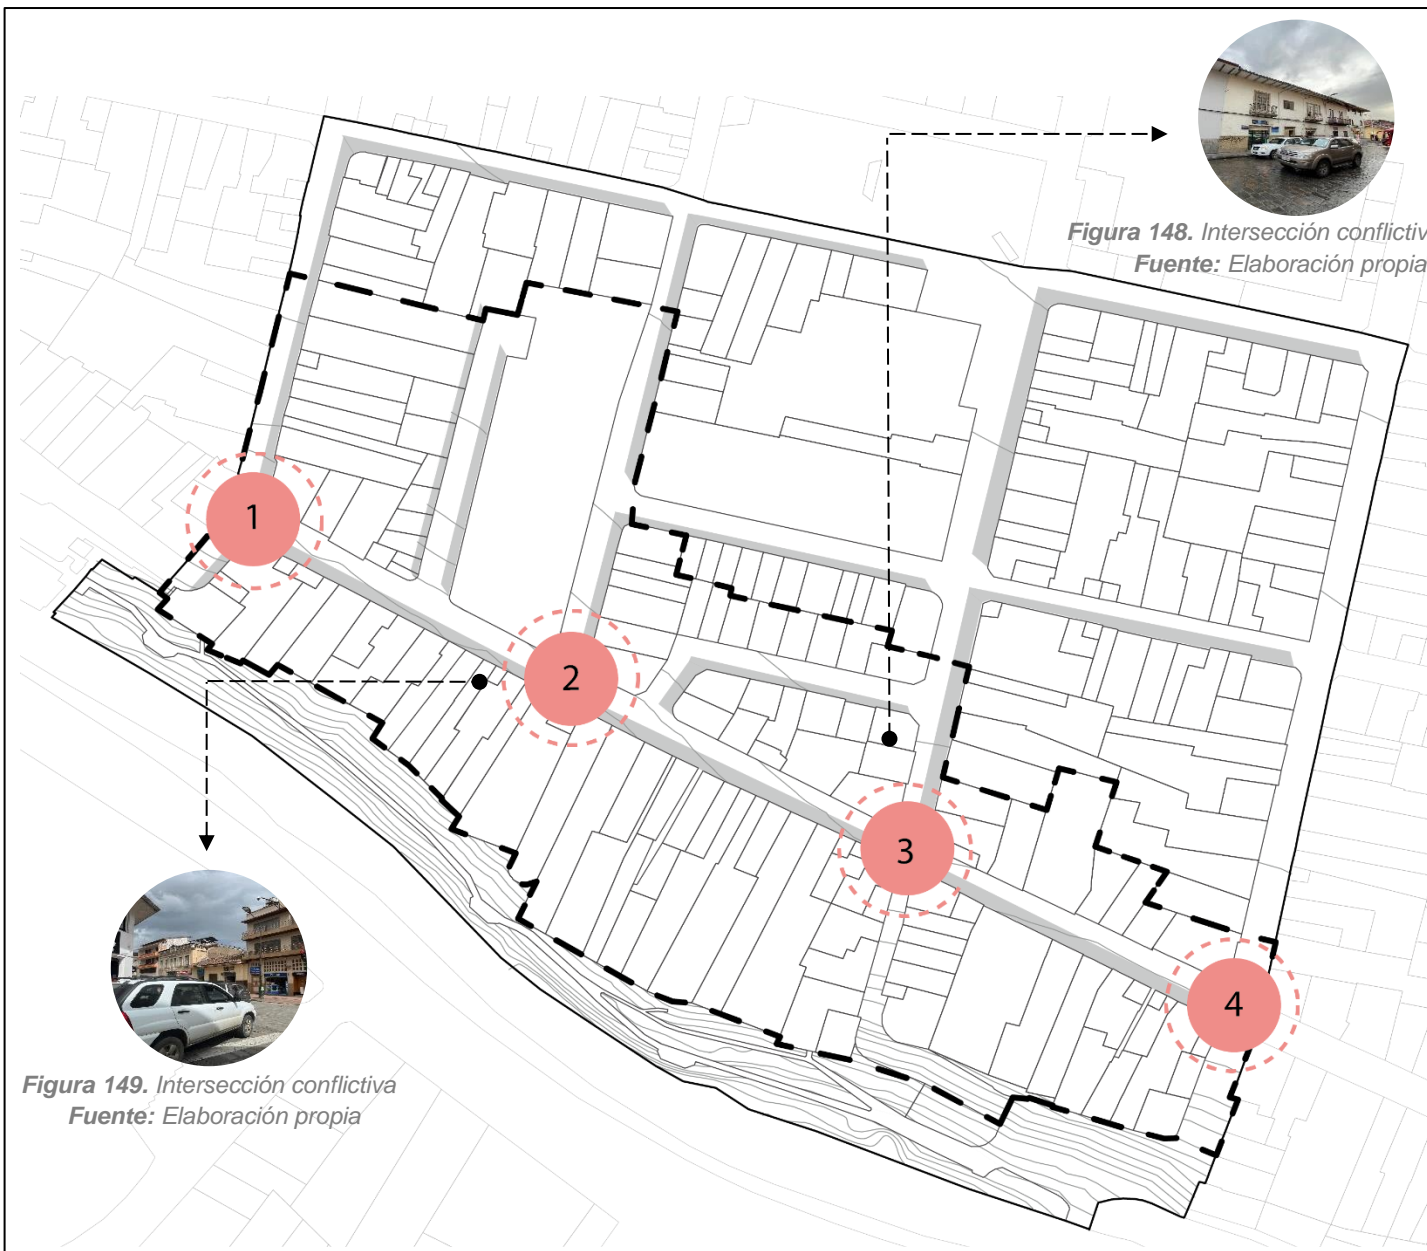 Figura 148. Intersección conflictiv
Fuente: Elaboración propia
1
2
3
4
Figura 149. Intersección conflictiva
Fuente: Elaboración propia